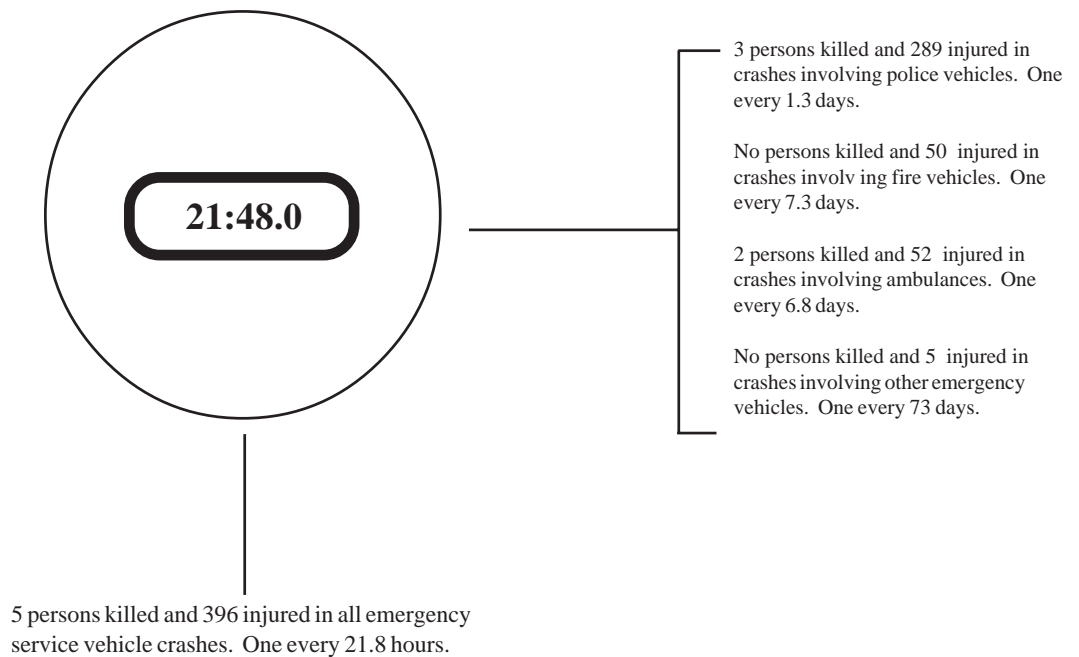 21:48.0
3 persons killed and 289 injured in
crashes involving police vehicles. One
every 1.3 days.
No persons killed and 50 injured in
crashes involv ing fire vehicles. One
every 7.3 days.
2 persons killed and 52 injured in
crashes involving ambulances. One
every 6.8 days.
No persons killed and 5 injured in
crashes involving other emergency
vehicles. One every 73 days.
5 persons killed and 396 injured in all emergency
service vehicle crashes. One every 21.8 hours.